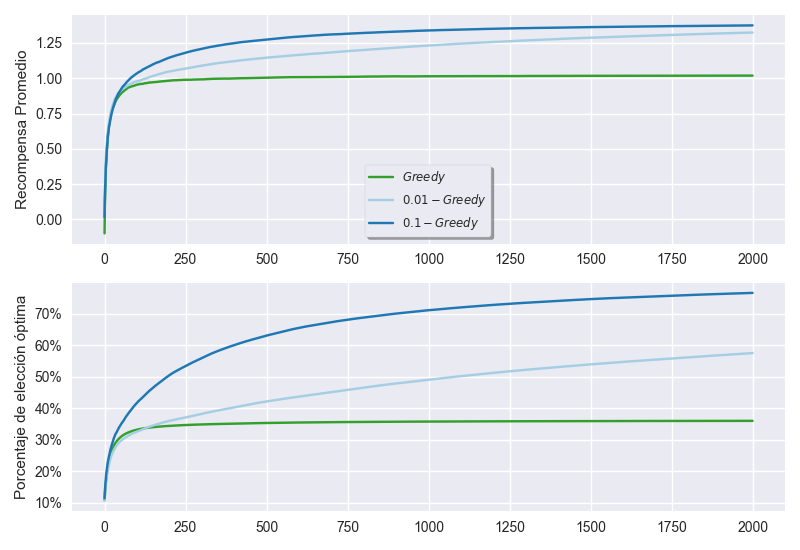 Recompensa Promedio
1.25
1.00
0.75
0.50
0.25
0.00
Greedy
0.01 − Greedy
0.1 − Greedy
0 250 500 750 1000 1250 1500 1750 2000
Porcentaje de elección óptima
70%
60%
50%
40%
30%
20%
10%
0 250 500 750 1000 1250 1500 1750 2000